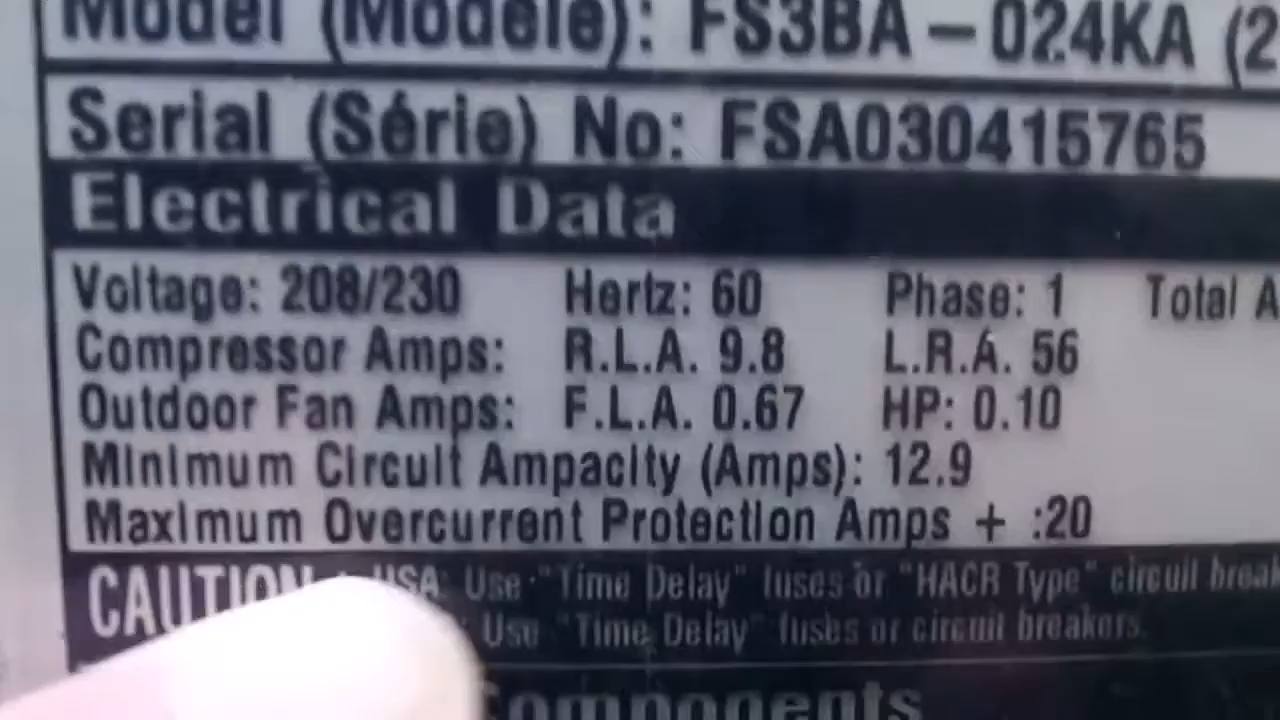 Model (Modèle): FS3BA – 024KA (2
Serial (Série) No: FSA030415765
Electrical Data
Voltage: 208/230 Hertz: 60 Phase: 1 Total A
Compressor Amps: R.L.A. 9.8 L.R.A. 56
Outdoor Fan Amps: F.L.A. 0.67 HP: 0.10
Minimum Circuit Ampacity (Amps): 12.9
Maximum Overcurrent Protection Amps + :20
CAUTION : USA: Use "Time Delay" fuses or "HACR Type" circuit break
: Use "Time Delay" fuses or circuit breakers.
omponents